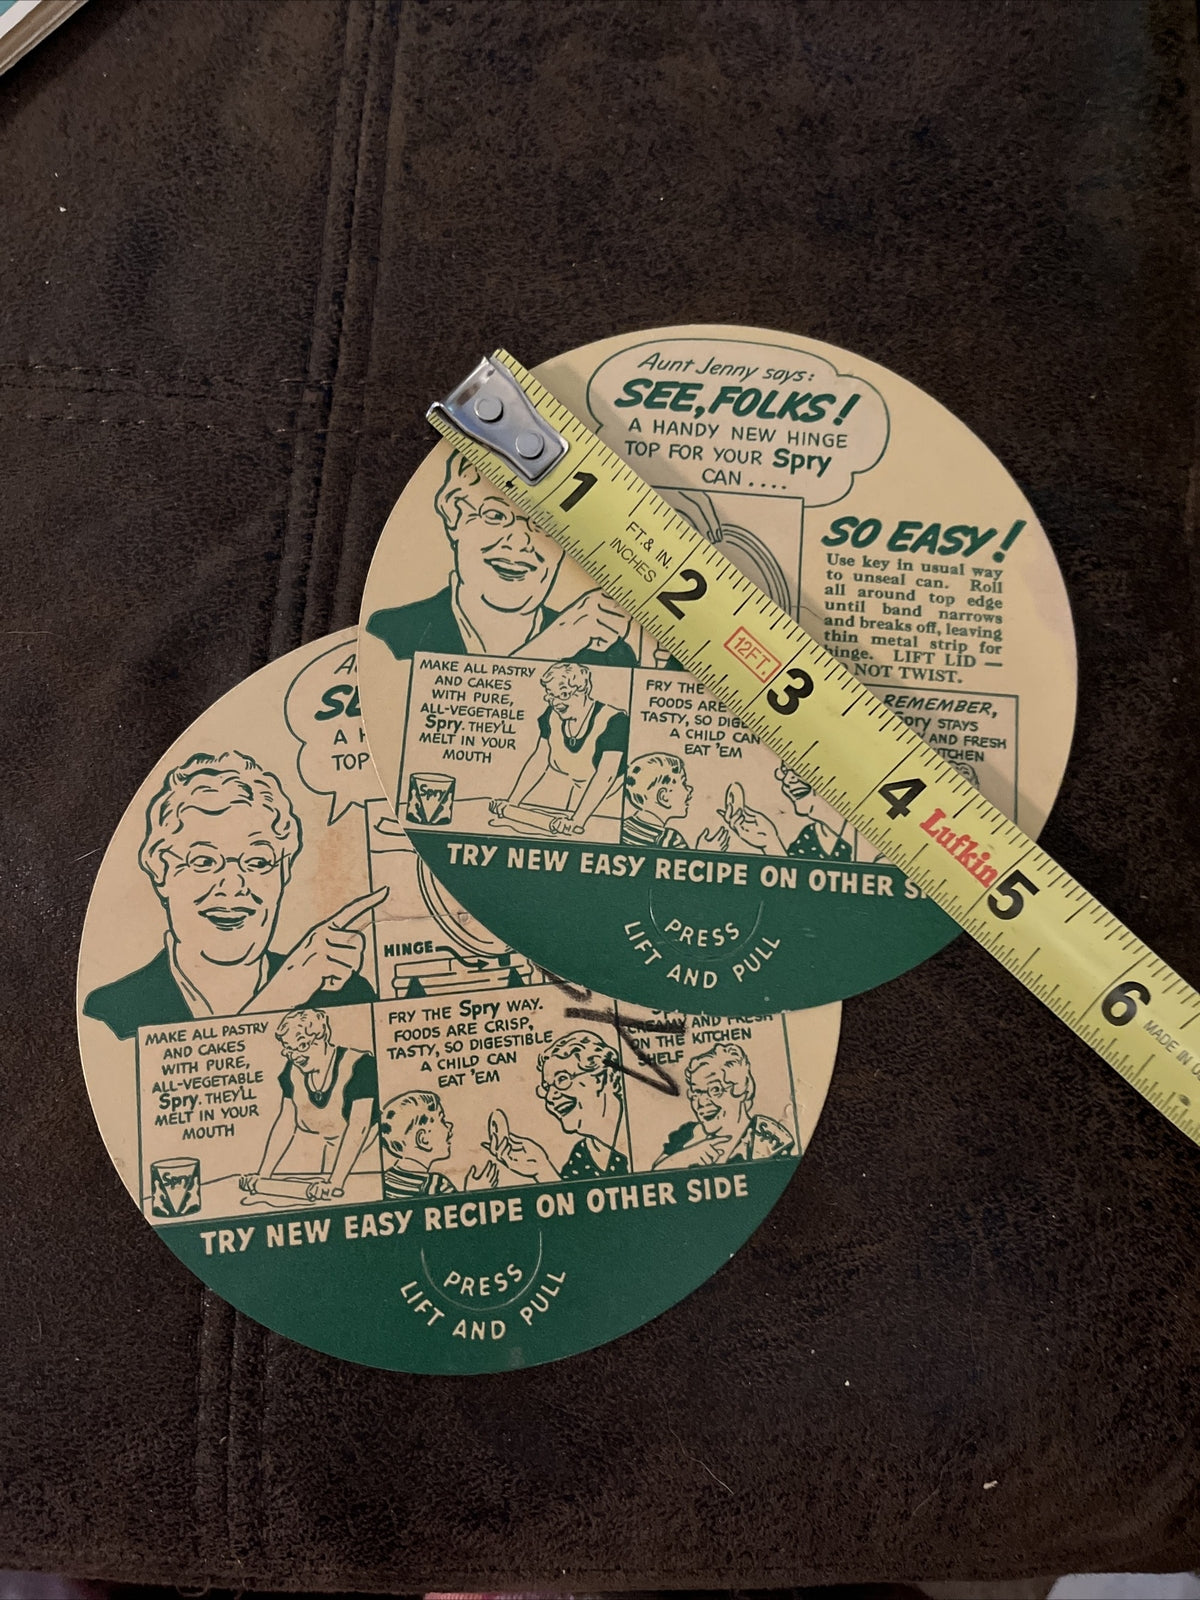 Aunt Jenny says:
SEE, FOLKS!
A HANDY NEW HINGE
TOP FOR YOUR Spry
CAN....
SO EASY!
Use key in usual way
to unseal can. Roll
all around top edge
until band narrows
and breaks off, leaving
thin metal strip for
hinge. LIFT LID —
NOT TWIST.
REMEMBER,
Spry STAYS
AND FRESH
KITCHEN
MAKE ALL PASTRY
AND CAKES
WITH PURE,
ALL-VEGETABLE
Spry. THEY'LL
MELT IN YOUR
MOUTH
Spry
FRY THE
FOODS ARE
TASTY, SO DIGE
A CHILD CAN
EAT 'EM
TRY NEW EASY RECIPE ON OTHER S
PRESS
LIFT AND PULL
1
FT. & IN.
INCHES
2
12FT.
3
4
Lufkin
5
6
MADE IN
A
SE
A H
TOP
HINGE
MAKE ALL PASTRY
AND CAKES
WITH PURE,
ALL-VEGETABLE
Spry. THEY'LL
MELT IN YOUR
MOUTH
Spry
FRY THE Spry WAY.
FOODS ARE CRISP,
TASTY, SO DIGESTIBLE
A CHILD CAN
EAT 'EM
CREAMY AND FRESH
ON THE KITCHEN
SHELF
Spry
TRY NEW EASY RECIPE ON OTHER SIDE
PRESS
LIFT AND PULL